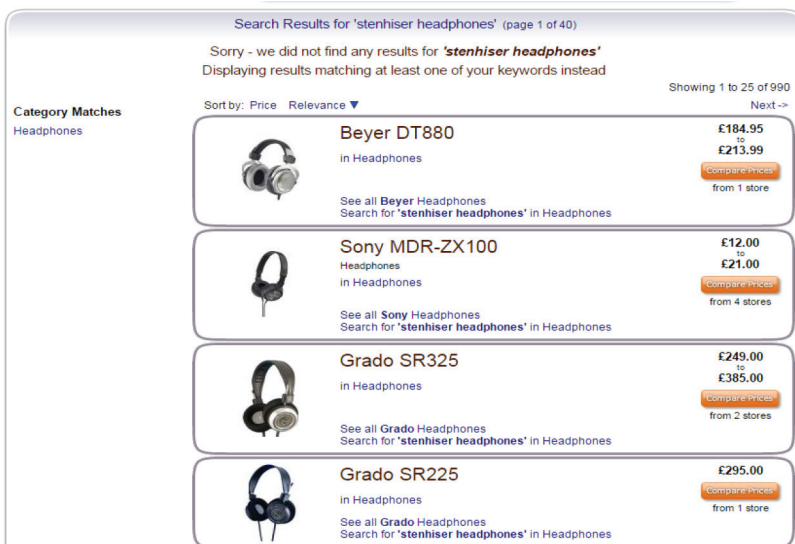 Search Results for 'stenhiser headphones' (page 1 of 40)
Sorry - we did not find any results for 'stenhiser headphones'
Displaying results matching at least one of your keywords instead
Showing 1 to 25 of 990
Category Matches
Headphones
Sort by: Price Relevance ▼
Next ->
Beyer DT880
in Headphones
See all Beyer Headphones
Search for 'stenhiser headphones' in Headphones
£184.95
to
£213.99
Compare Prices
from 1 store
Sony MDR-ZX100
Headphones
in Headphones
See all Sony Headphones
Search for 'stenhiser headphones' in Headphones
£12.00
to
£21.00
Compare Prices
from 4 stores
Grado SR325
in Headphones
See all Grado Headphones
Search for 'stenhiser headphones' in Headphones
£249.00
to
£385.00
Compare Prices
from 2 stores
Grado SR225
in Headphones
See all Grado Headphones
Search for 'stenhiser headphones' in Headphones
£295.00
Compare Prices
from 1 store